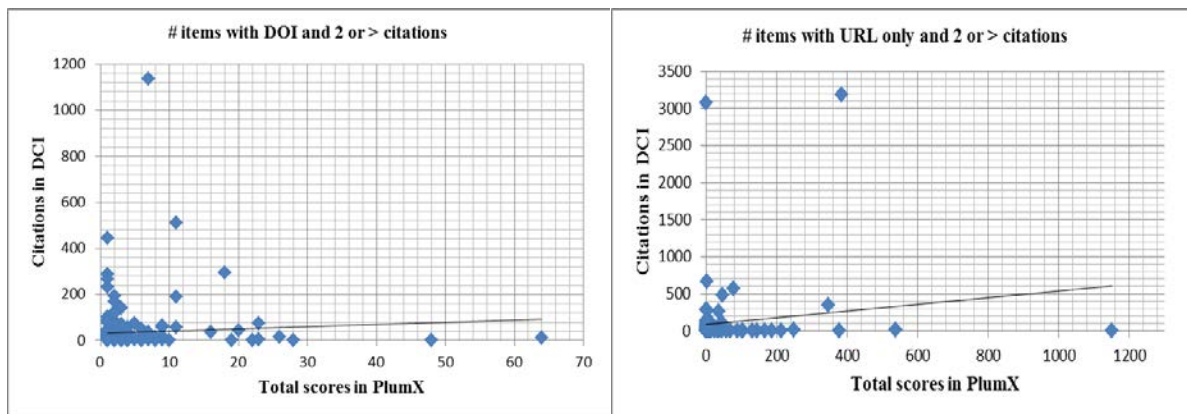 # items with DOI and 2 or > citations
1200
1000
800
600
400
200
0
0 10 20 30 40 50 60 70
Citations in DCI
Total scores in PlumX
# items with URL only and 2 or > citations
3500
3000
2500
2000
1500
1000
500
0
0 200 400 600 800 1000 1200
Citations in DCI
Total scores in PlumX